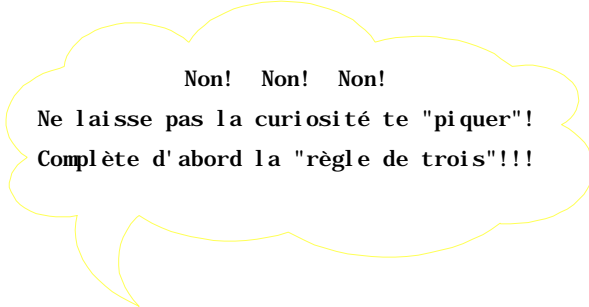 Non! Non! Non!
Ne laisse pas la curiosité te "piquer"!
Complète d'abord la "règle de trois"!!!